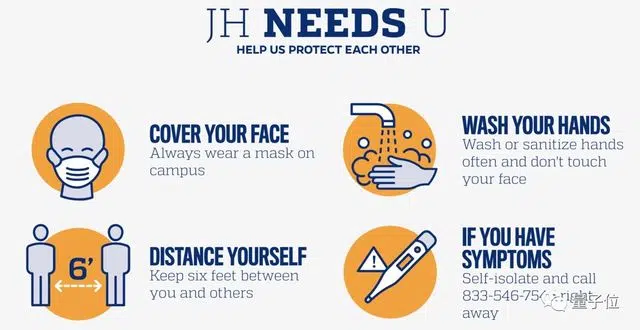 JH NEEDS U
HELP US PROTECT EACH OTHER
COVER YOUR FACE
Always wear a mask on
campus
WASH YOUR HANDS
Wash or sanitize hands
often and don't touch
your face
6'
DISTANCE YOURSELF
Keep six feet between
you and others
IF YOU HAVE
SYMPTOMS
Self-isolate and call
833-546-75 right
away
量子位